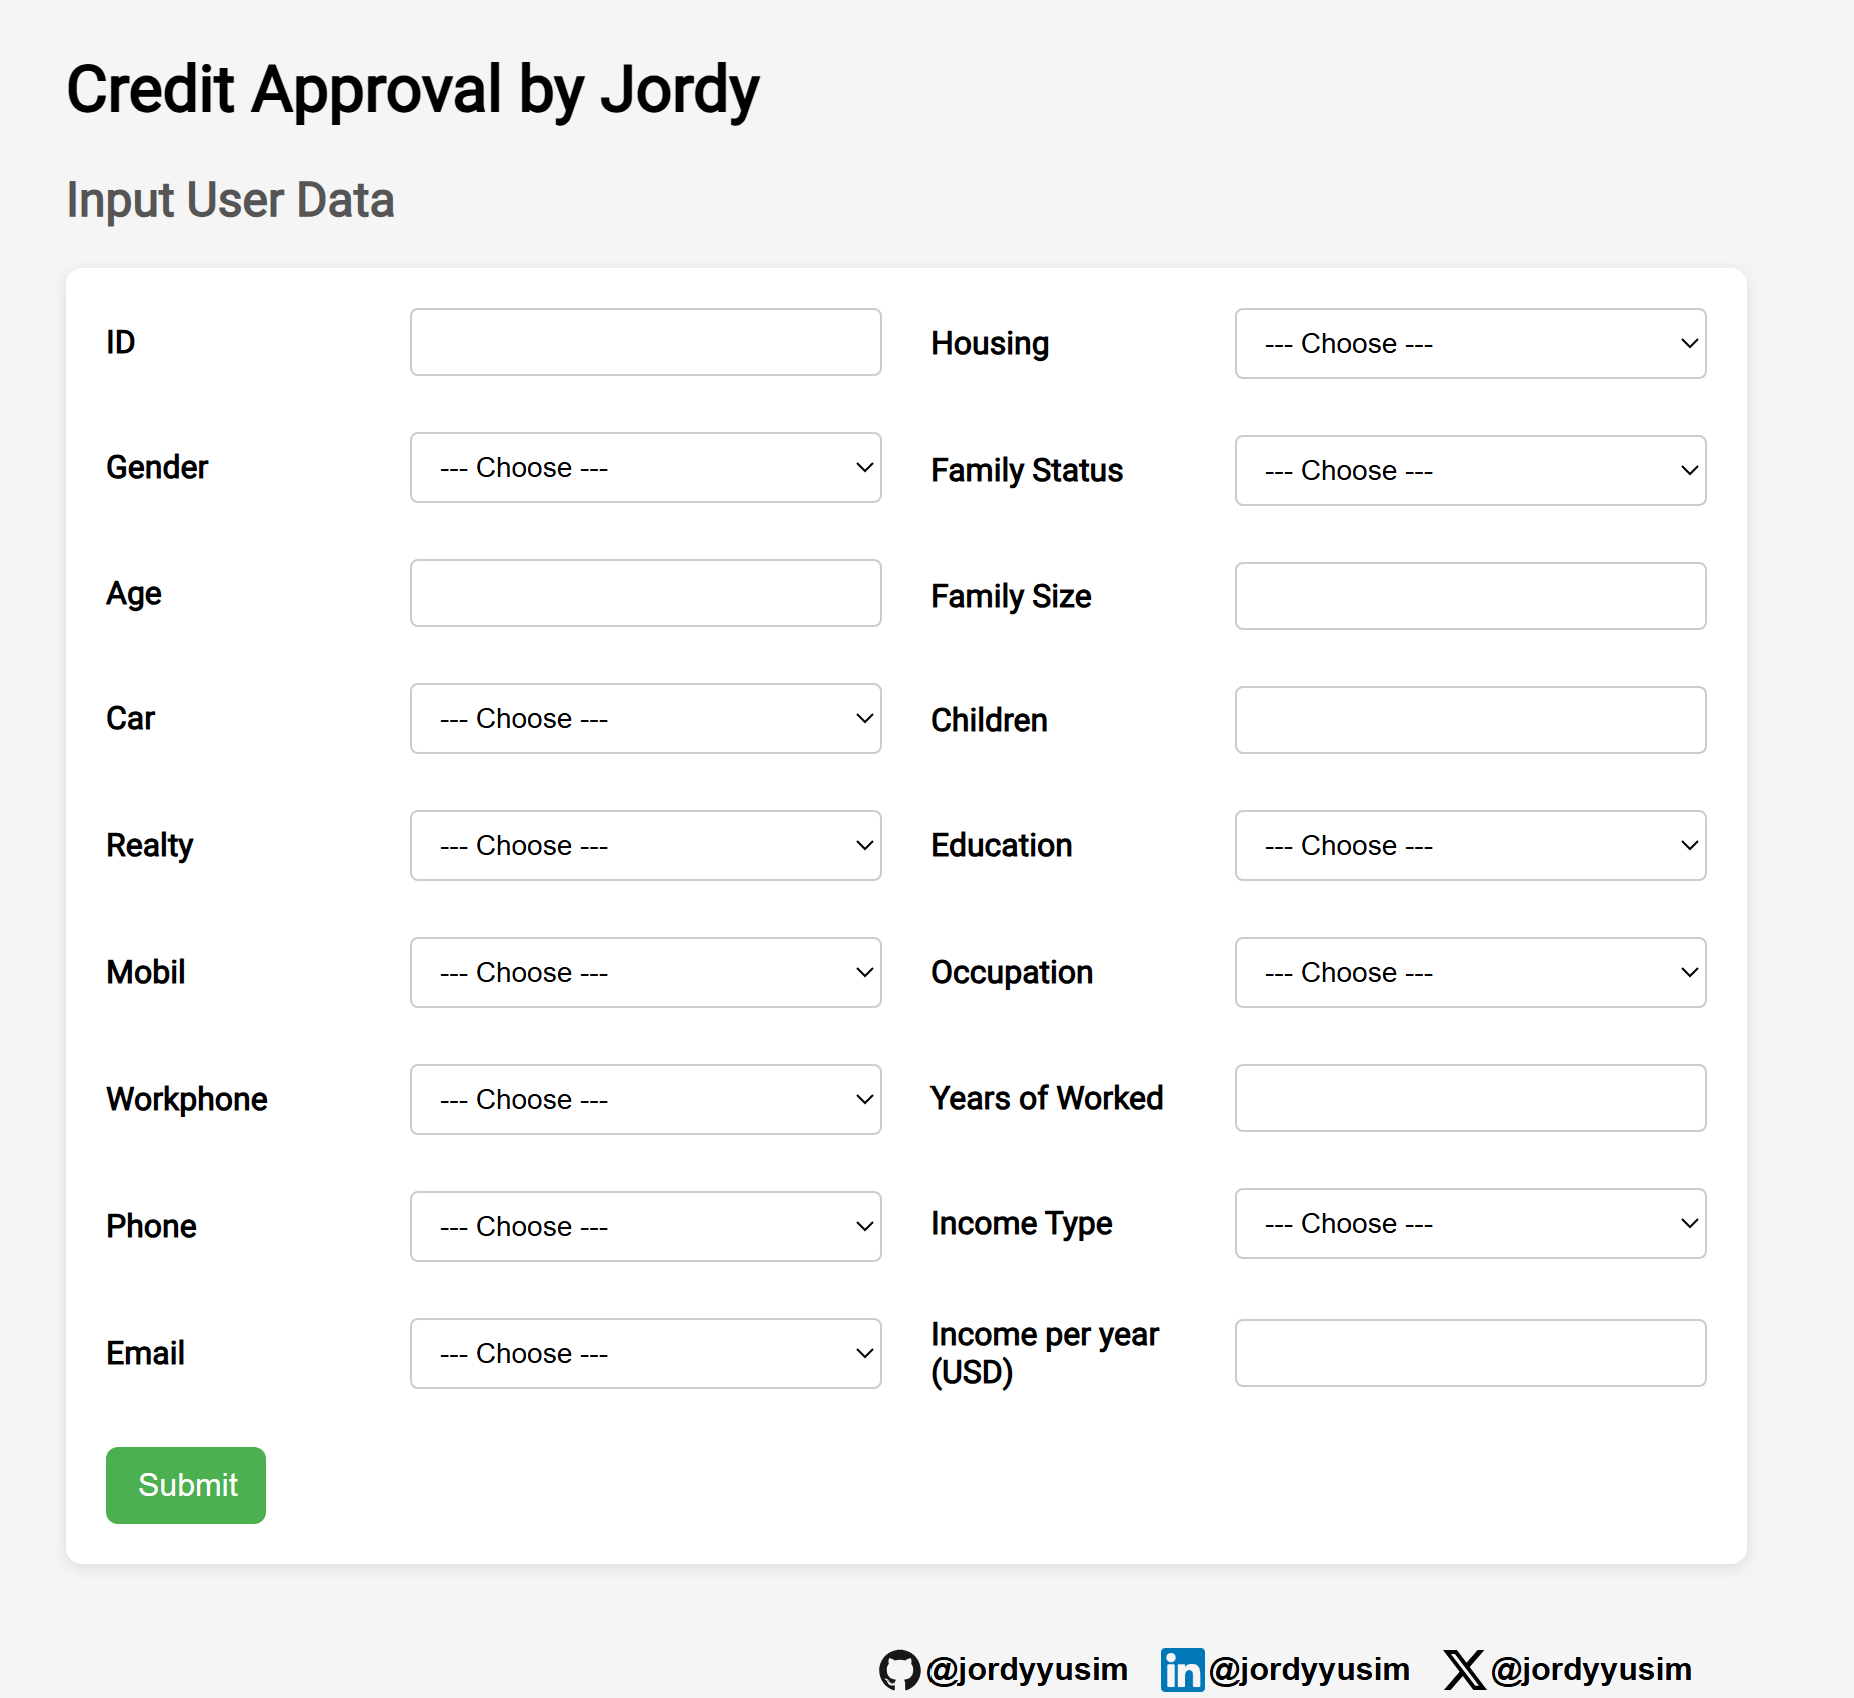 Credit Approval by Jordy
Input User Data
ID
Housing
--- Choose ---
Gender
--- Choose ---
Family Status
--- Choose ---
Age
Family Size
Car
--- Choose ---
Children
Realty
--- Choose ---
Education
--- Choose ---
Mobil
--- Choose ---
Occupation
--- Choose ---
Workphone
--- Choose ---
Years of Worked
Phone
--- Choose ---
Income Type
--- Choose ---
Email
--- Choose ---
Income per year
(USD)
Submit
@jordyyusim
in @jordyyusim
X @jordyyusim